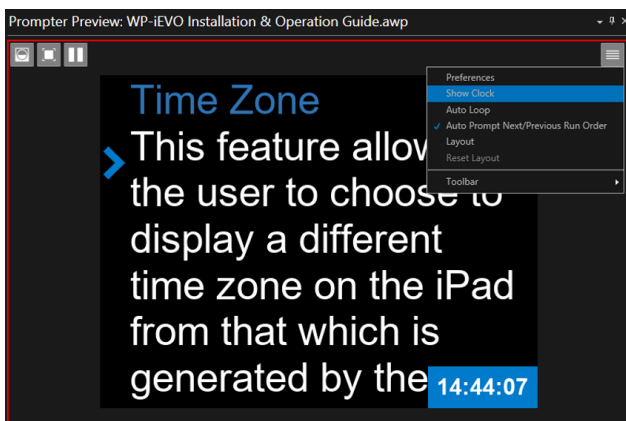 Prompter Preview: WP-iEVO Installation & Operation Guide.awp
Preferences
Show Clock
Auto Loop
Auto Prompt Next/Previous Run Order
Layout
Reset Layout
Toolbar
Time Zone
This feature allow
the user to choose to
display a different
time zone on the iPad
from that which is
generated by the
14:44:07